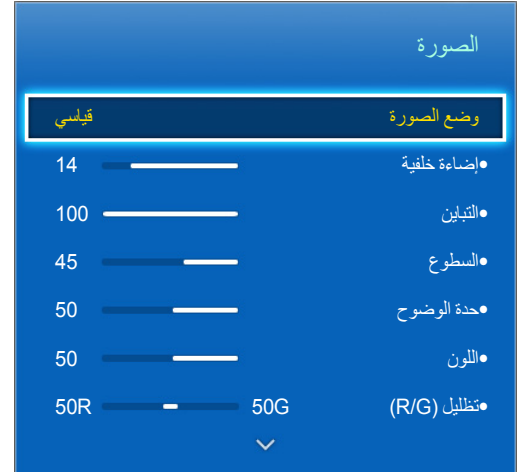 الصورة
وضع الصورة قياسي
•إضاءة خلفية 14
•التباين 100
•السطوع 45
•حدة الوضوح 50
•اللون 50
•تظليل (R/G) 50G 50R